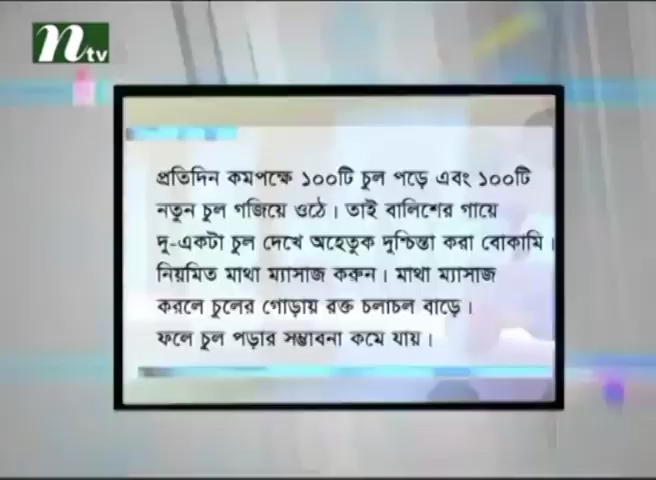 ntv
প্রতিদিন কমপক্ষে ১০০টি চুল পড়ে এবং ১০০টি
নতুন চুল গজিয়ে ওঠে। তাই বালিশের গায়ে
দু-একটা চুল দেখে অহেতুক দুশ্চিন্তা করা বোকামি।
নিয়মিত মাথা ম্যাসাজ করুন। মাথা ম্যাসাজ
করলে চুলের গোড়ায় রক্ত চলাচল বাড়ে।
ফলে চুল পড়ার সম্ভাবনা কমে যায়।